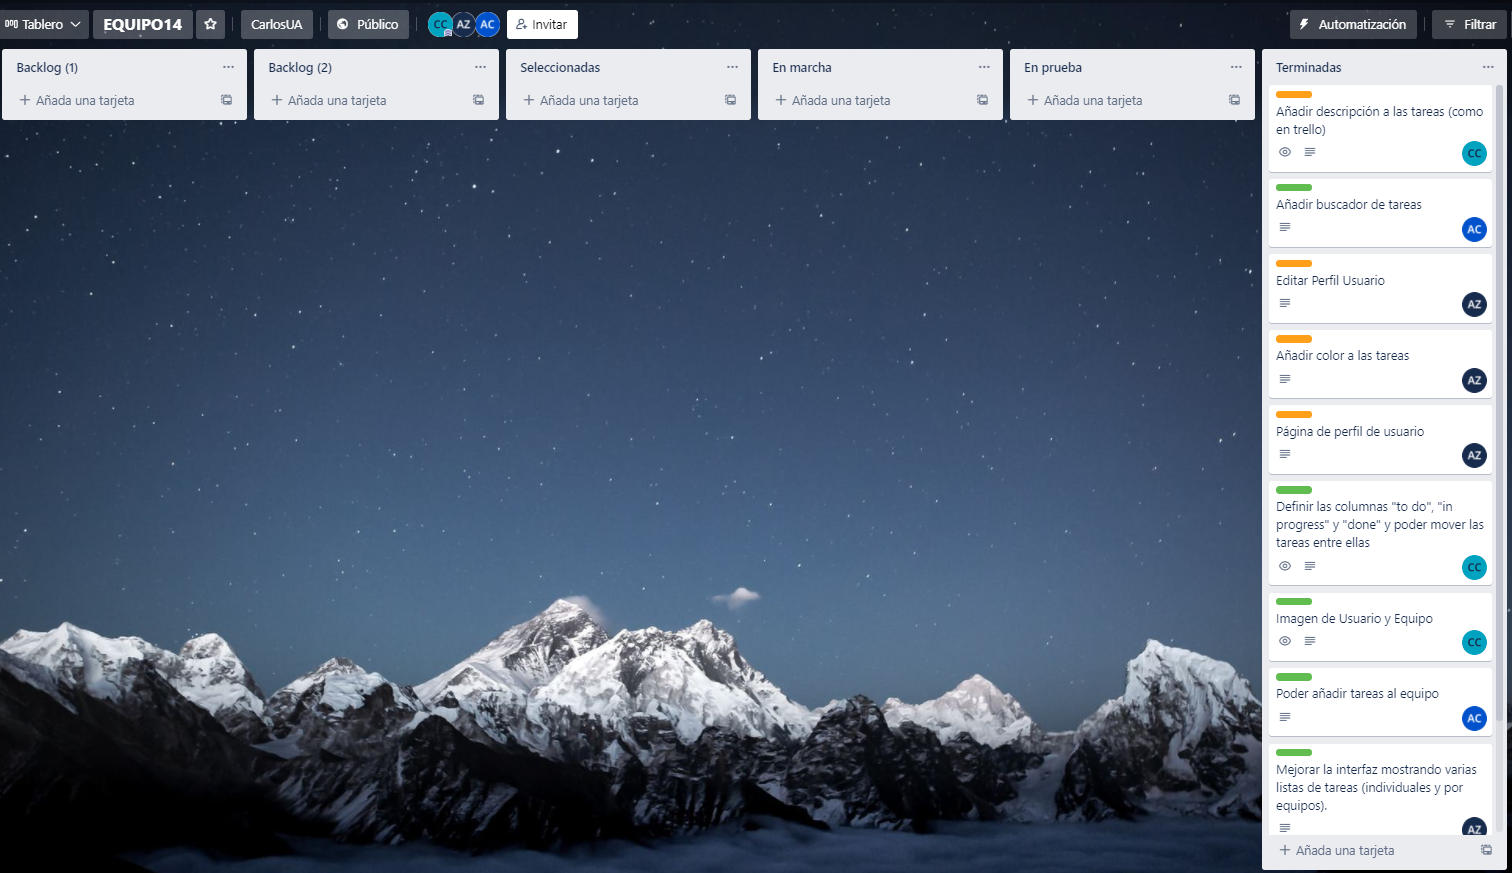 Tablero
EQUIPO14
CarlosUA
Público
CC
AZ
AC
Invitar
Automatización
Filtrar
Backlog (1)
Añada una tarjeta
Backlog (2)
Añada una tarjeta
Seleccionadas
Añada una tarjeta
En marcha
Añada una tarjeta
En prueba
Añada una tarjeta
Terminadas
Añadir descripción a las tareas (como
en trello)
CC
Añadir buscador de tareas
AC
Editar Perfil Usuario
AZ
Añadir color a las tareas
AZ
Página de perfil de usuario
AZ
Definir las columnas "to do", "in
progress" y "done" y poder mover las
tareas entre ellas
CC
Imagen de Usuario y Equipo
CC
Poder añadir tareas al equipo
AC
Mejorar la interfaz mostrando varias
listas de tareas (individuales y por
equipos).
AZ
Añada una tarjeta